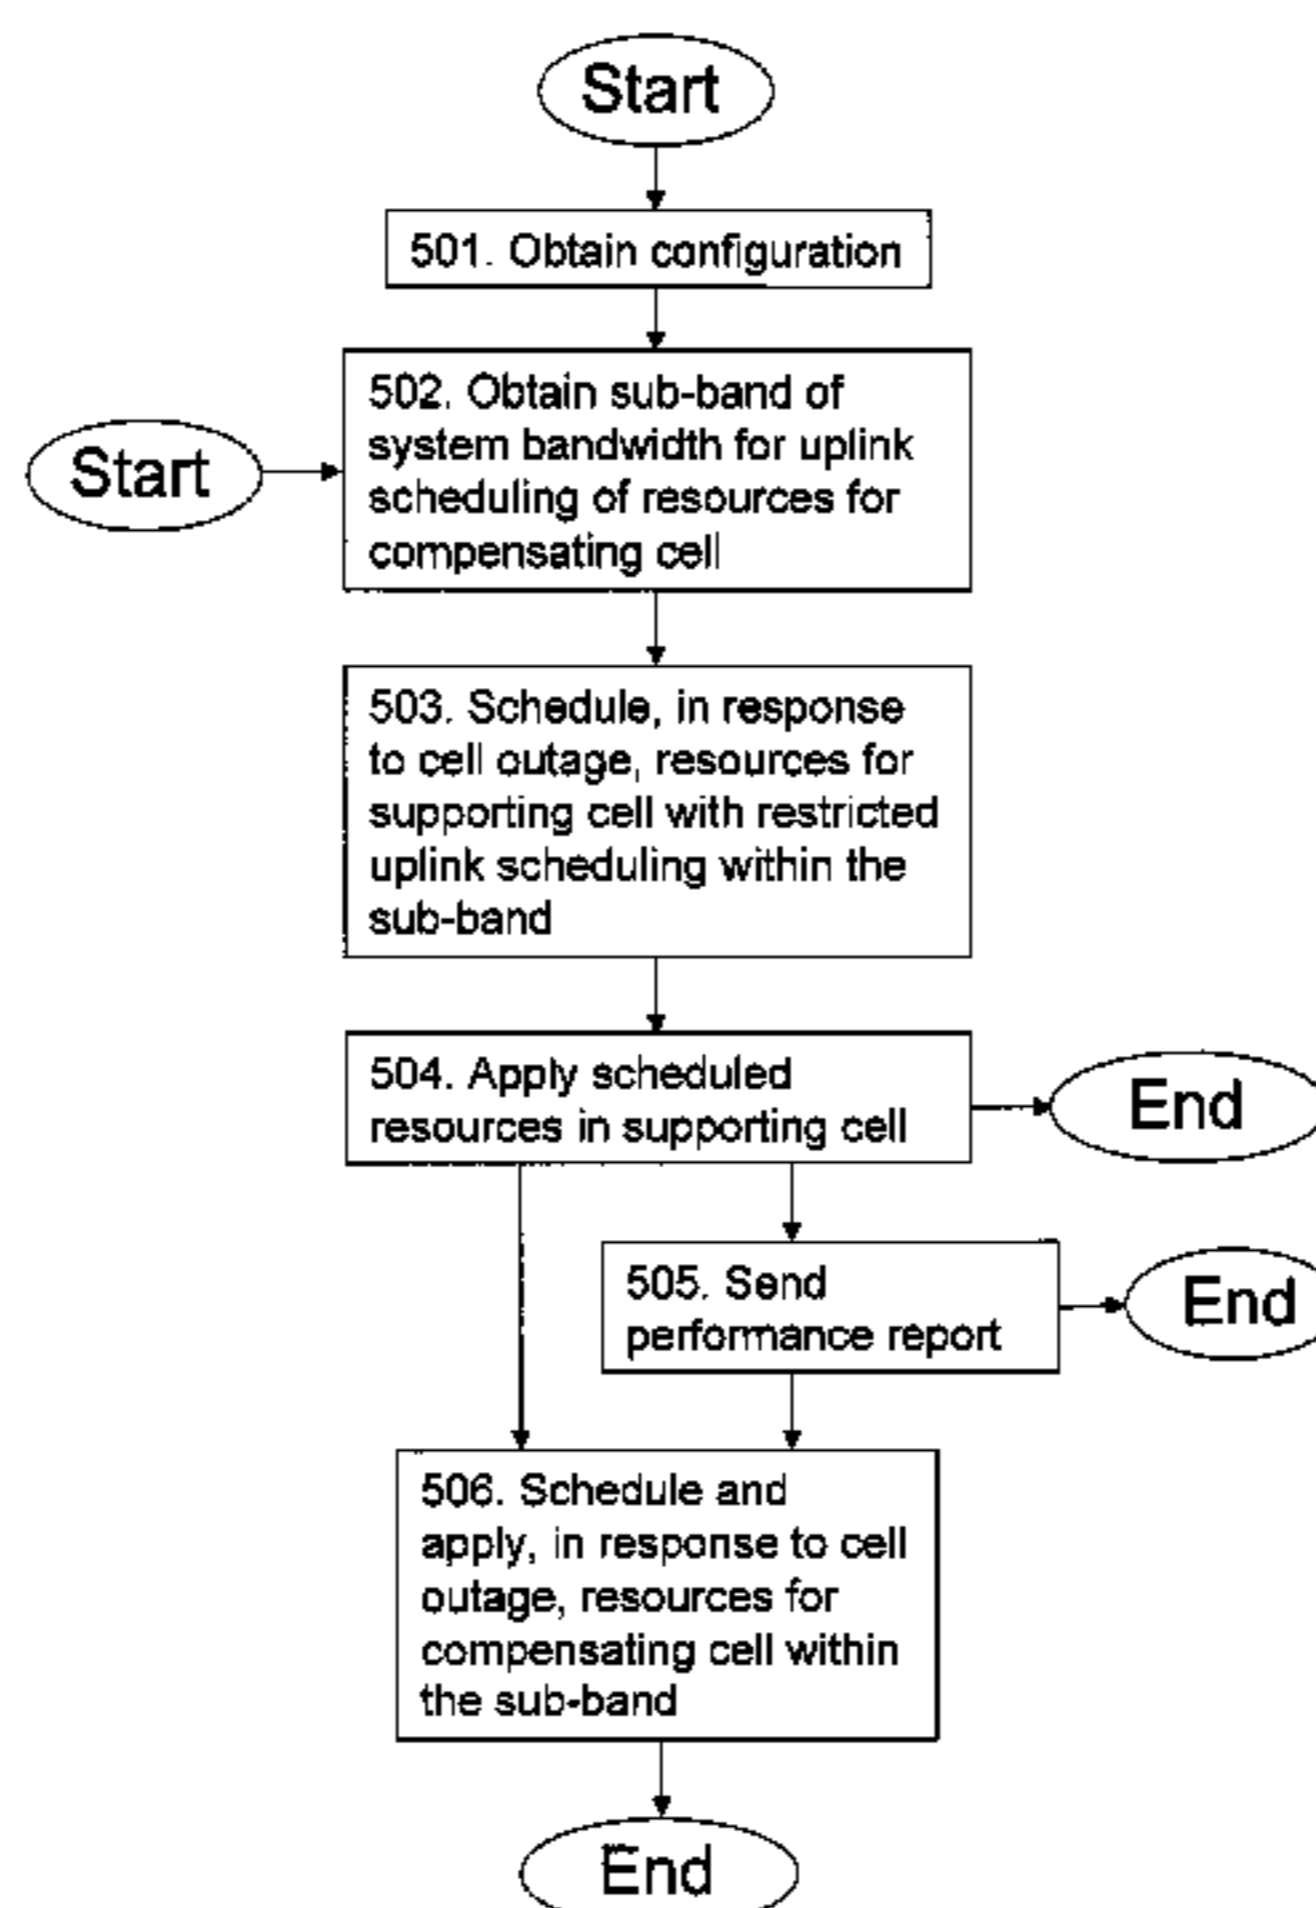 Start
501. Obtain configuration
502. Obtain sub-band of
system bandwidth for uplink
scheduling of resources for
compensating cell
Start
503. Schedule, in response
to cell outage, resources for
supporting cell with restricted
uplink scheduling within the
sub-band
504. Apply scheduled
resources in supporting cell
End
505. Send
performance report
End
506. Schedule and
apply, in response to cell
outage, resources for
compensating cell within
the sub-band
End